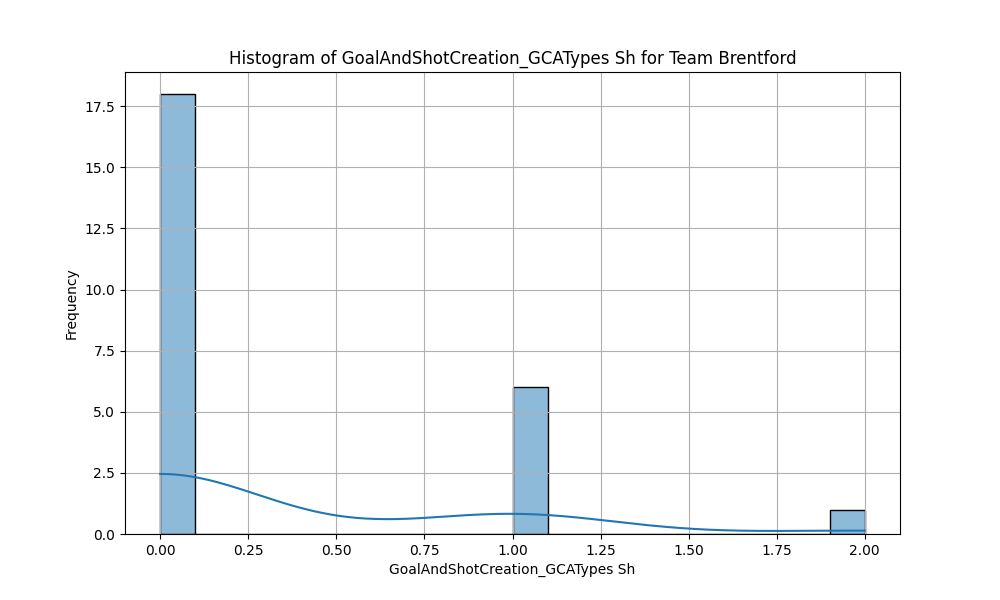 Histogram of GoalAndShotCreation_GCATypes Sh for Team Brentford
17.5
15.0
12.5
10.0
7.5
5.0
2.5
0.0
Frequency
0.00 0.25 0.50 0.75 1.00 1.25 1.50 1.75 2.00
GoalAndShotCreation_GCATypes Sh